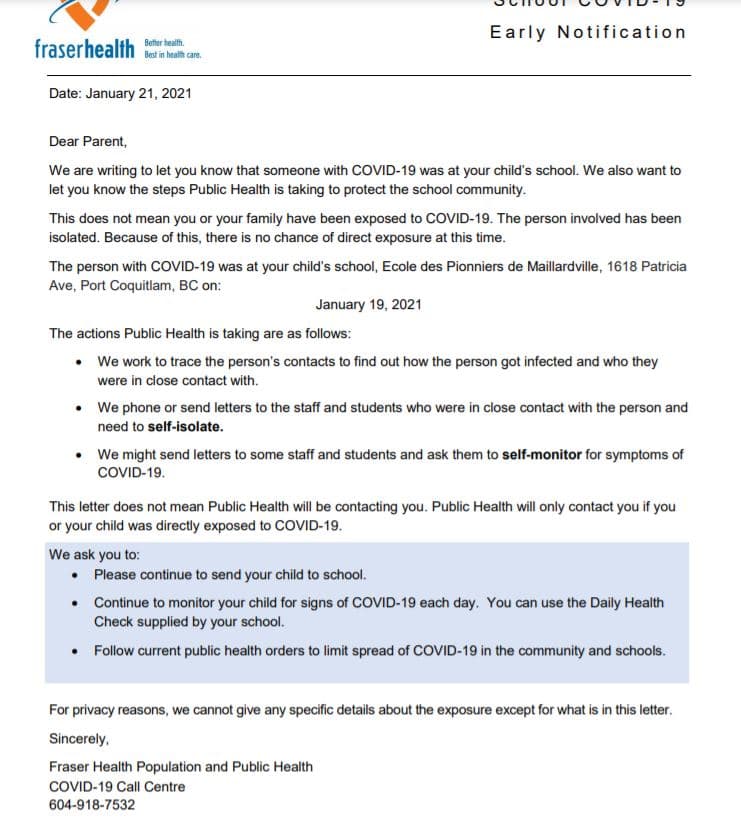 School COVID-19
Early Notification
fraserhealth
Better health.
Best in health care.
Date: January 21, 2021
Dear Parent,
We are writing to let you know that someone with COVID-19 was at your child's school. We also want to
let you know the steps Public Health is taking to protect the school community.
This does not mean you or your family have been exposed to COVID-19. The person involved has been
isolated. Because of this, there is no chance of direct exposure at this time.
The person with COVID-19 was at your child's school, Ecole des Pionniers de Maillardville, 1618 Patricia
Ave, Port Coquitlam, BC on:
January 19, 2021
The actions Public Health is taking are as follows:
• We work to trace the person's contacts to find out how the person got infected and who they
were in close contact with.
• We phone or send letters to the staff and students who were in close contact with the person and
need to self-isolate.
• We might send letters to some staff and students and ask them to self-monitor for symptoms of
COVID-19.
This letter does not mean Public Health will be contacting you. Public Health will only contact you if you
or your child was directly exposed to COVID-19.
We ask you to:
• Please continue to send your child to school.
• Continue to monitor your child for signs of COVID-19 each day. You can use the Daily Health
Check supplied by your school.
• Follow current public health orders to limit spread of COVID-19 in the community and schools.
For privacy reasons, we cannot give any specific details about the exposure except for what is in this letter.
Sincerely,
Fraser Health Population and Public Health
COVID-19 Call Centre
604-918-7532